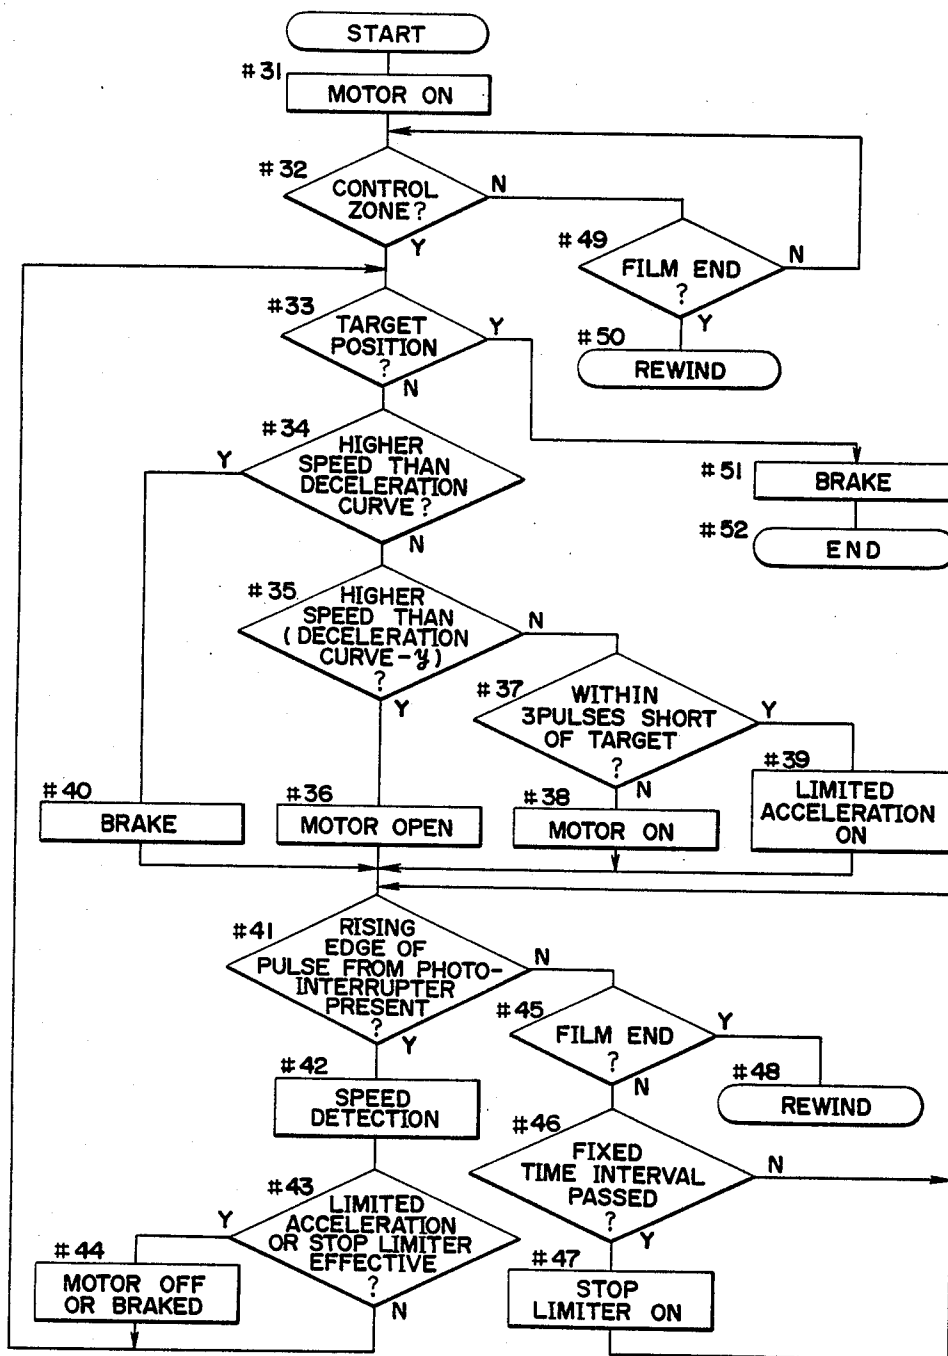 START
#31
MOTOR ON
#32
CONTROL
ZONE?
N
Y
#49
FILM END
?
N
Y
#50
REWIND
#33
TARGET
POSITION
?
Y
N
#34
HIGHER
SPEED THAN
DECELERATION
CURVE?
Y
N
#51
BRAKE
#52
END
#35
HIGHER
SPEED THAN
(DECELERATION
CURVE-y)
?
N
Y
#37
WITHIN
3PULSES SHORT
OF TARGET
?
Y
N
#40
BRAKE
#36
MOTOR OPEN
#38
MOTOR ON
#39
LIMITED
ACCELERATION
ON
#41
RISING
EDGE OF
PULSE FROM PHOTO-
INTERRUPTER
PRESENT
?
N
Y
#45
FILM END
?
Y
N
#48
REWIND
#42
SPEED
DETECTION
#46
FIXED
TIME INTERVAL
PASSED
?
N
Y
#43
LIMITED
ACCELERATION
OR STOP LIMITER
EFFECTIVE
?
Y
N
#44
MOTOR OFF
OR BRAKED
#47
STOP
LIMITER ON